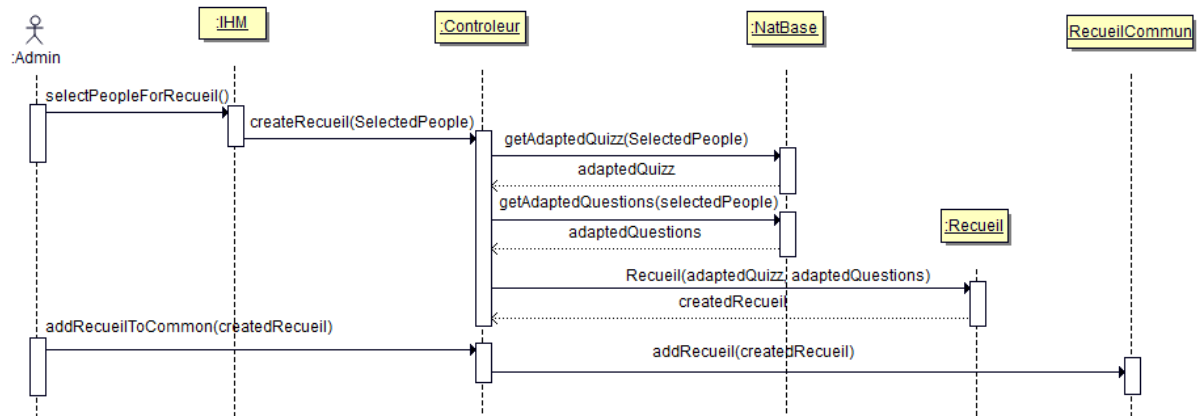 :IHM
:Controleur
:NatBase
RecueilCommun
:Admin
selectPeopleForRecueil()
createRecueil(SelectedPeople)
getAdaptedQuizz(SelectedPeople)
adaptedQuizz
getAdaptedQuestions(selectedPeople)
:Recueil
adaptedQuestions
Recueil(adaptedQuizz, adaptedQuestions)
createdRecueil
addRecueilToCommon(createdRecueil)
addRecueil(createdRecueil)